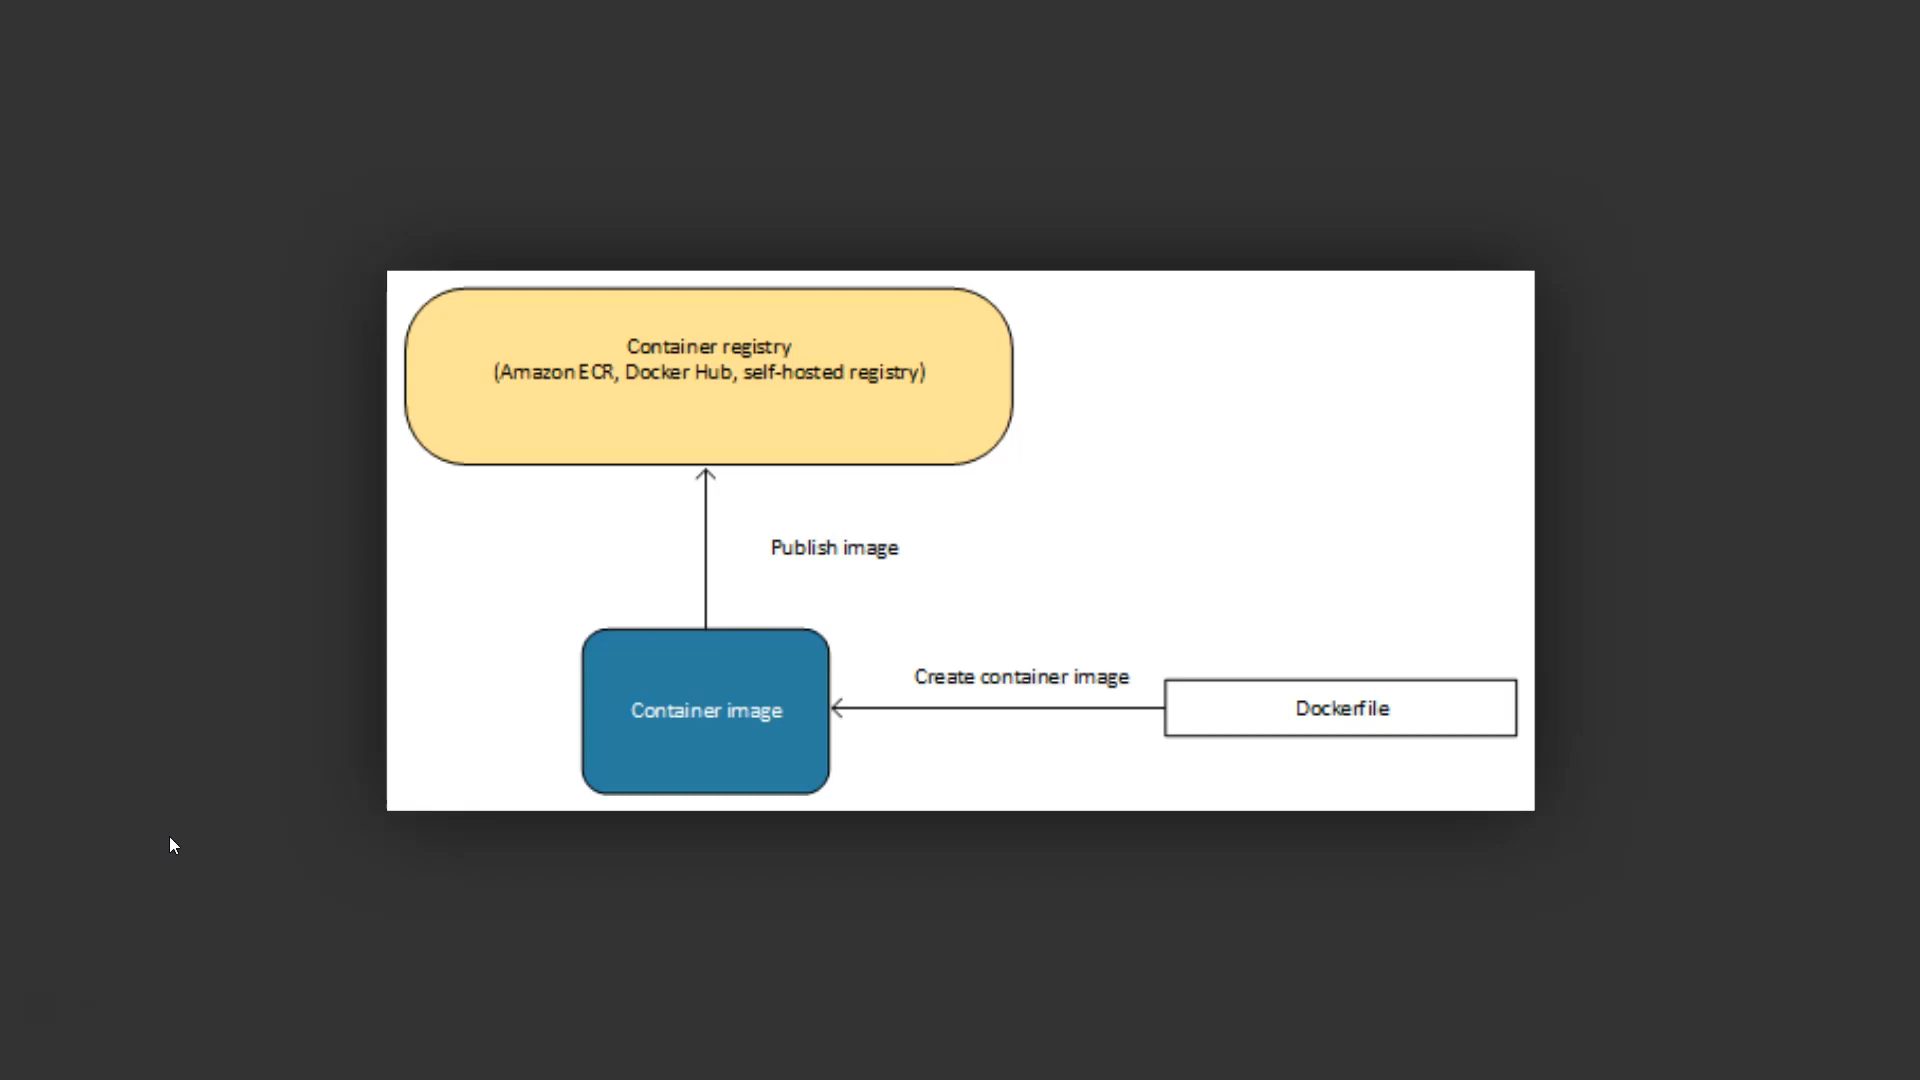 Container registry
(Amazon ECR, Docker Hub, self-hosted registry)
Publish image
Create container image
Container image
Dockerfile